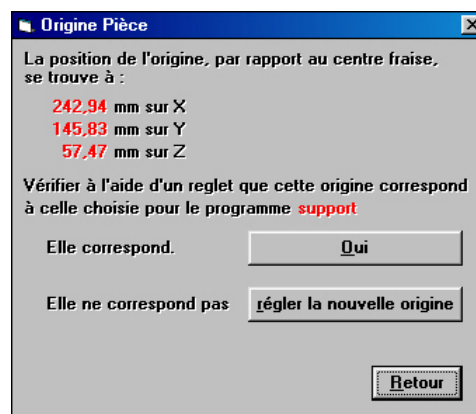 Origine Pièce
La position de l'origine, par rapport au centre fraise,
se trouve à :
242,94 mm sur X
145,83 mm sur Y
57,47 mm sur Z
Vérifier à l'aide d'un reglet que cette origine correspond
à celle choisie pour le programme support
Elle correspond. Oui
Elle ne correspond pas régler la nouvelle origine
Retour